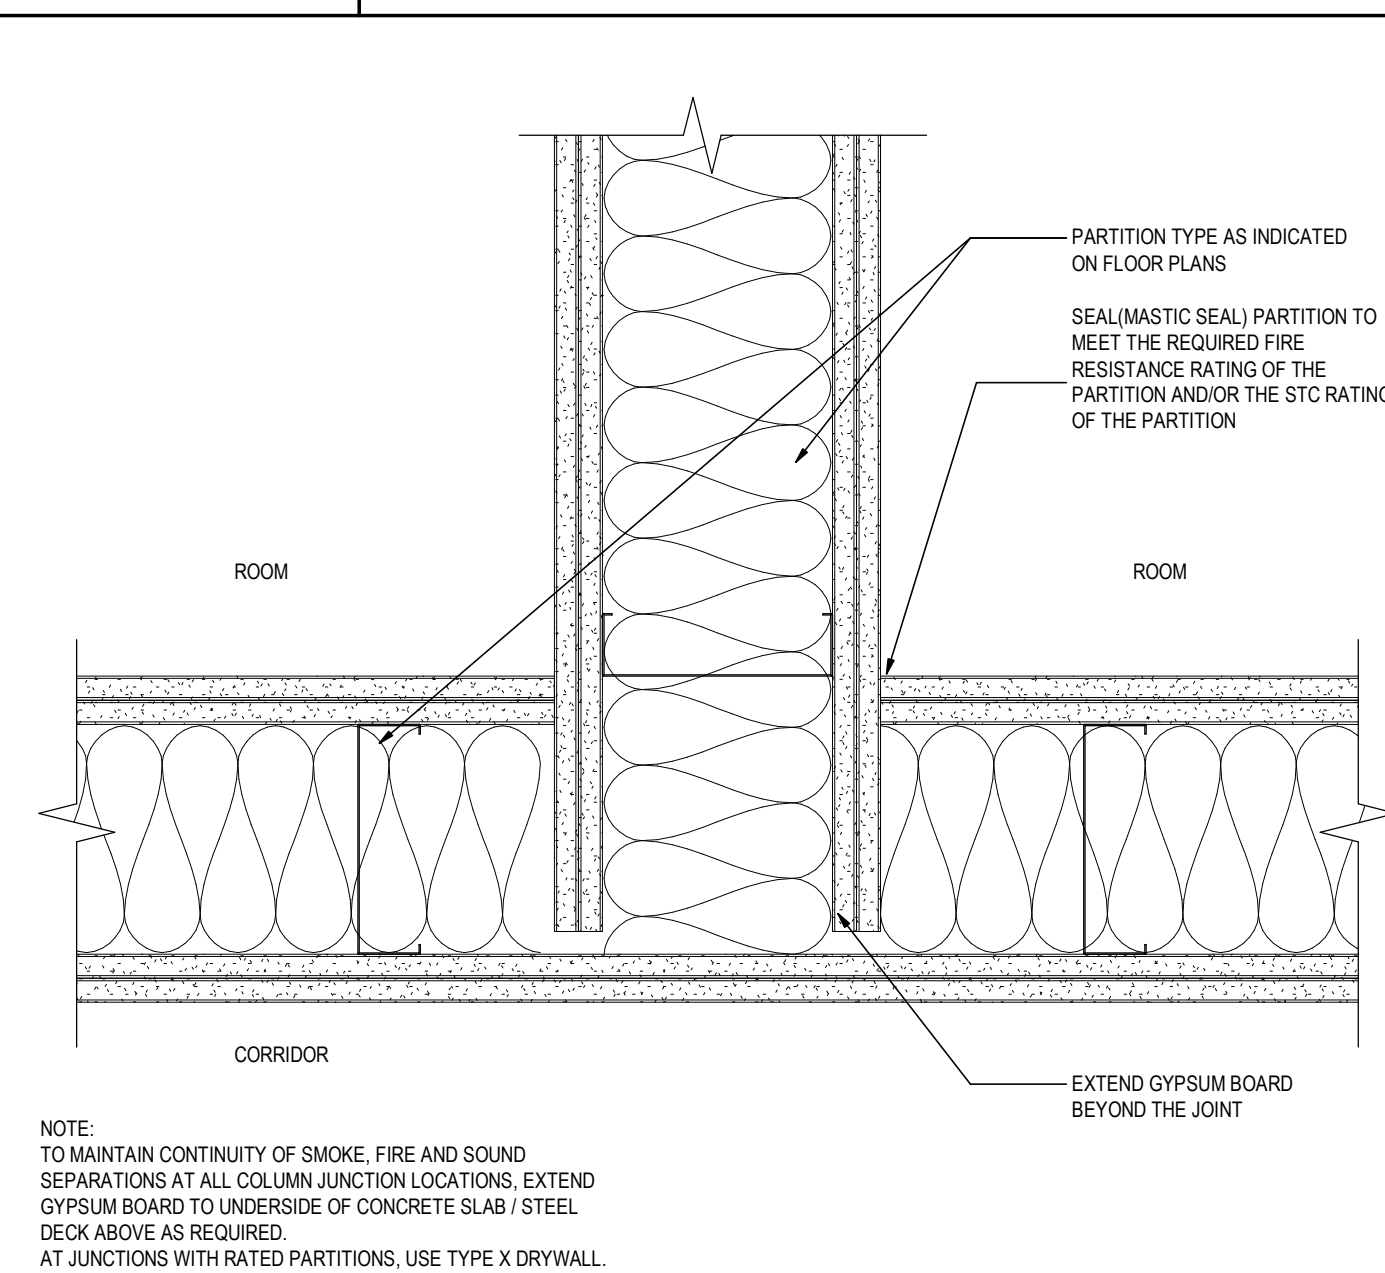 PARTITION TYPE AS INDICATED
ON FLOOR PLANS
SEAL(MASTIC SEAL) PARTITION TO
MEET THE REQUIRED FIRE
RESISTANCE RATING OF THE
PARTITION AND/OR THE STC RATING
OF THE PARTITION
ROOM
ROOM
CORRIDOR
EXTEND GYPSUM BOARD
BEYOND THE JOINT
NOTE:
TO MAINTAIN CONTINUITY OF SMOKE, FIRE AND SOUND
SEPARATIONS AT ALL COLUMN JUNCTION LOCATIONS, EXTEND
GYPSUM BOARD TO UNDERSIDE OF CONCRETE SLAB / STEEL
DECK ABOVE AS REQUIRED.
AT JUNCTIONS WITH RATED PARTITIONS, USE TYPE X DRYWALL.